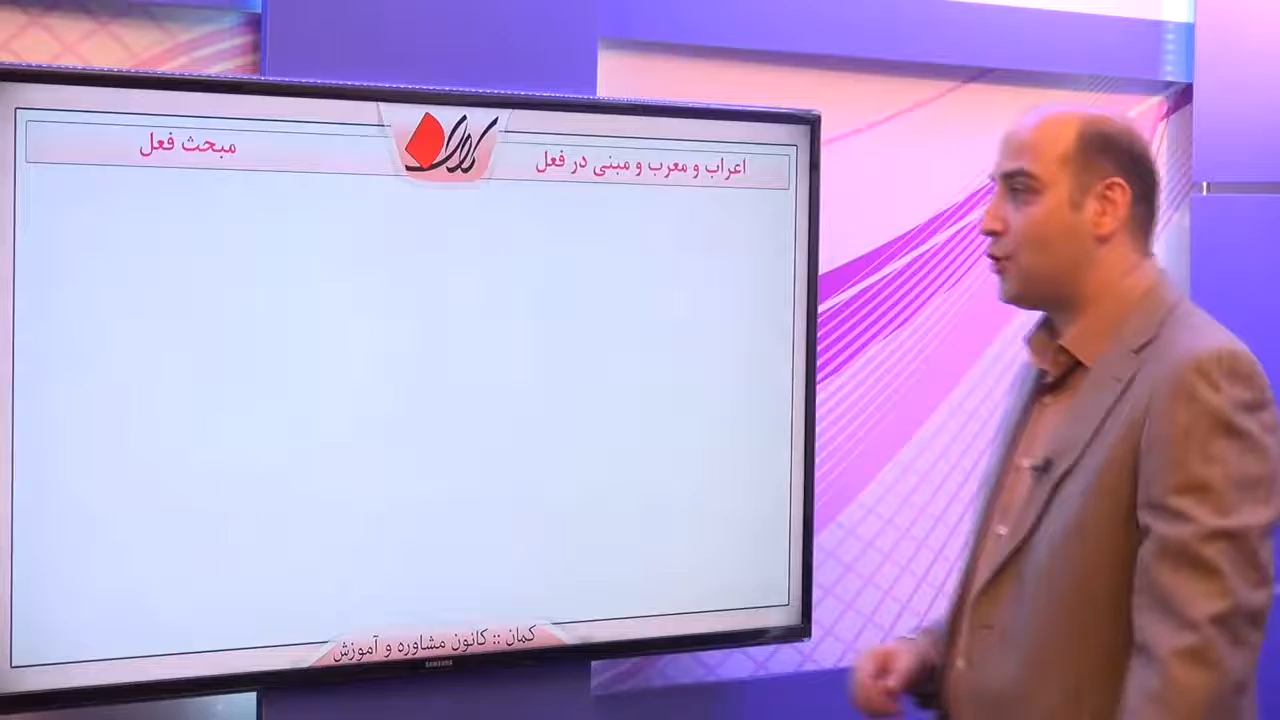 اعراب و معرب و مبنی در فعل
مبحث فعل
کمان :: کانون مشاوره و آموزش
SAMSUNG